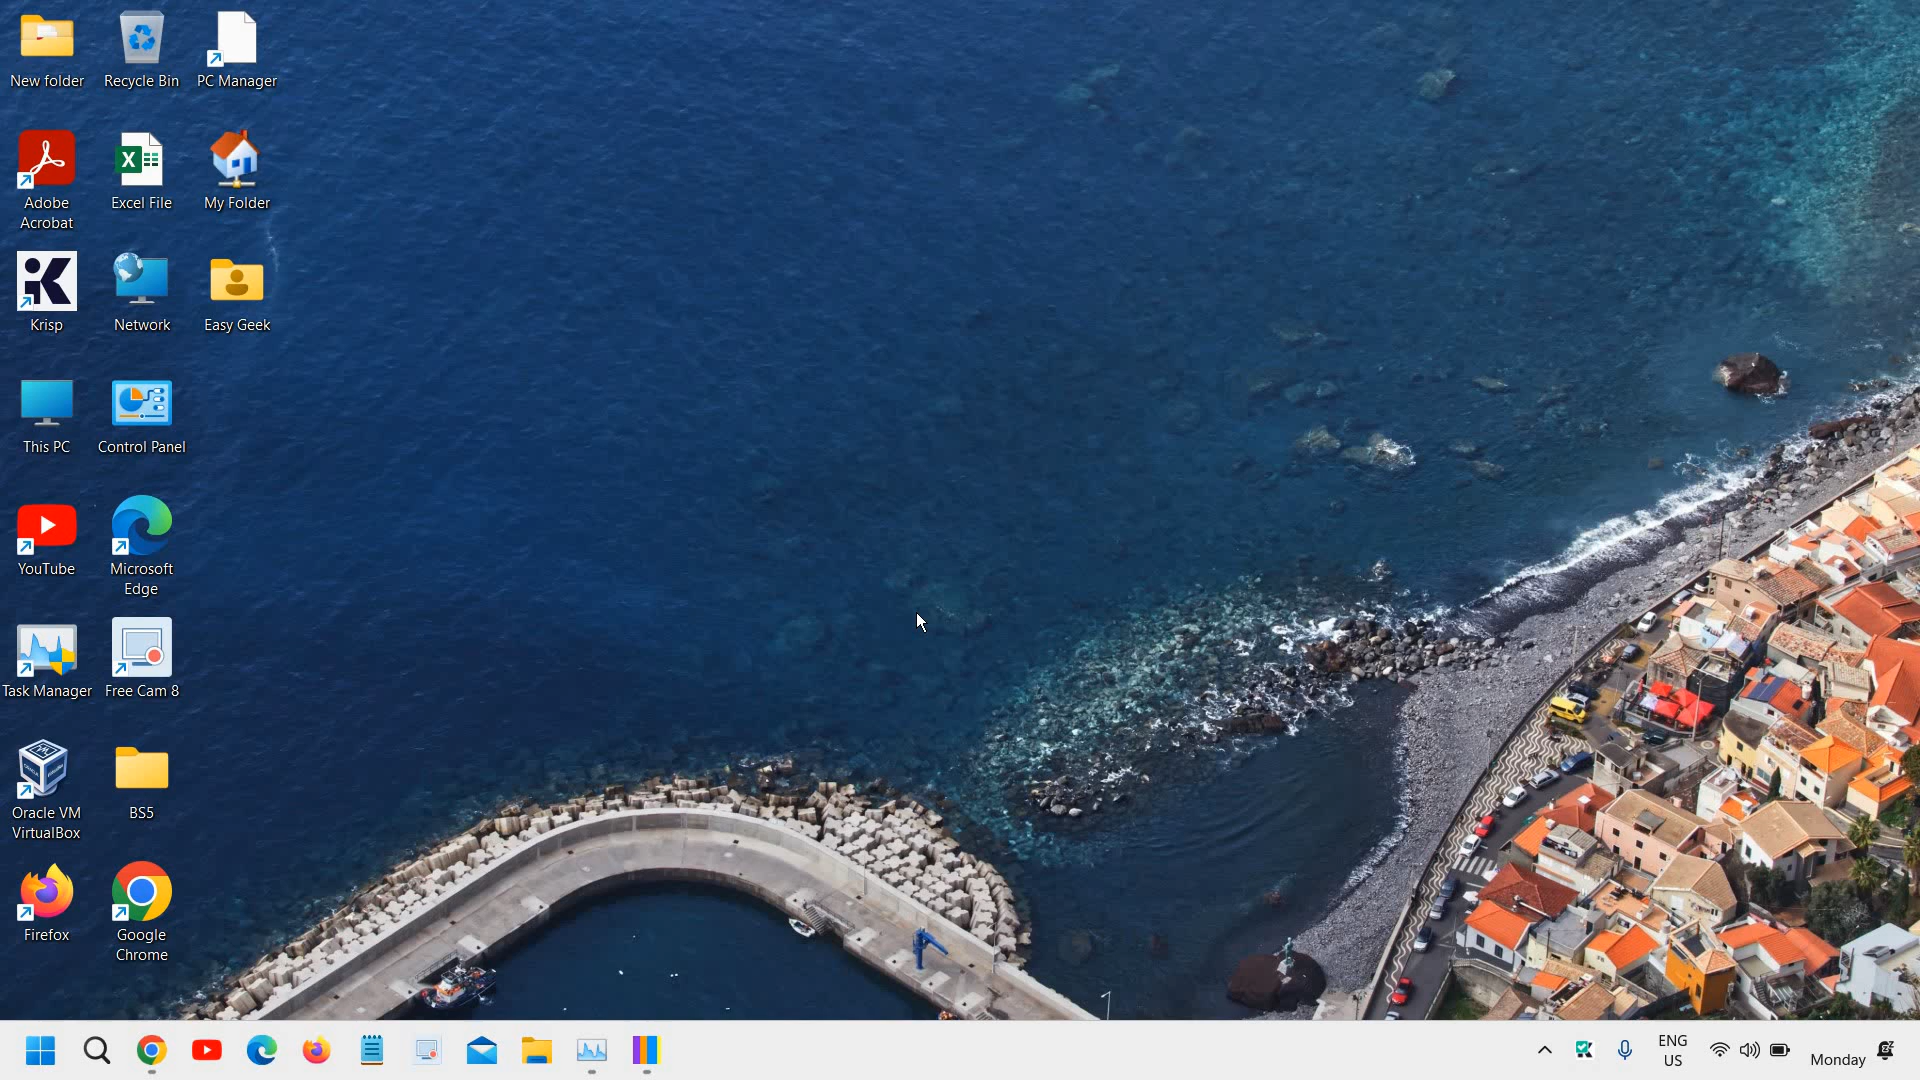 New folder
Recycle Bin
PC Manager
Adobe
Acrobat
Excel File
My Folder
Krisp
Network
Easy Geek
This PC
Control Panel
YouTube
Microsoft
Edge
Task Manager
Free Cam 8
Oracle VM
VirtualBox
BS5
Firefox
Google
Chrome
ENG
US
Monday